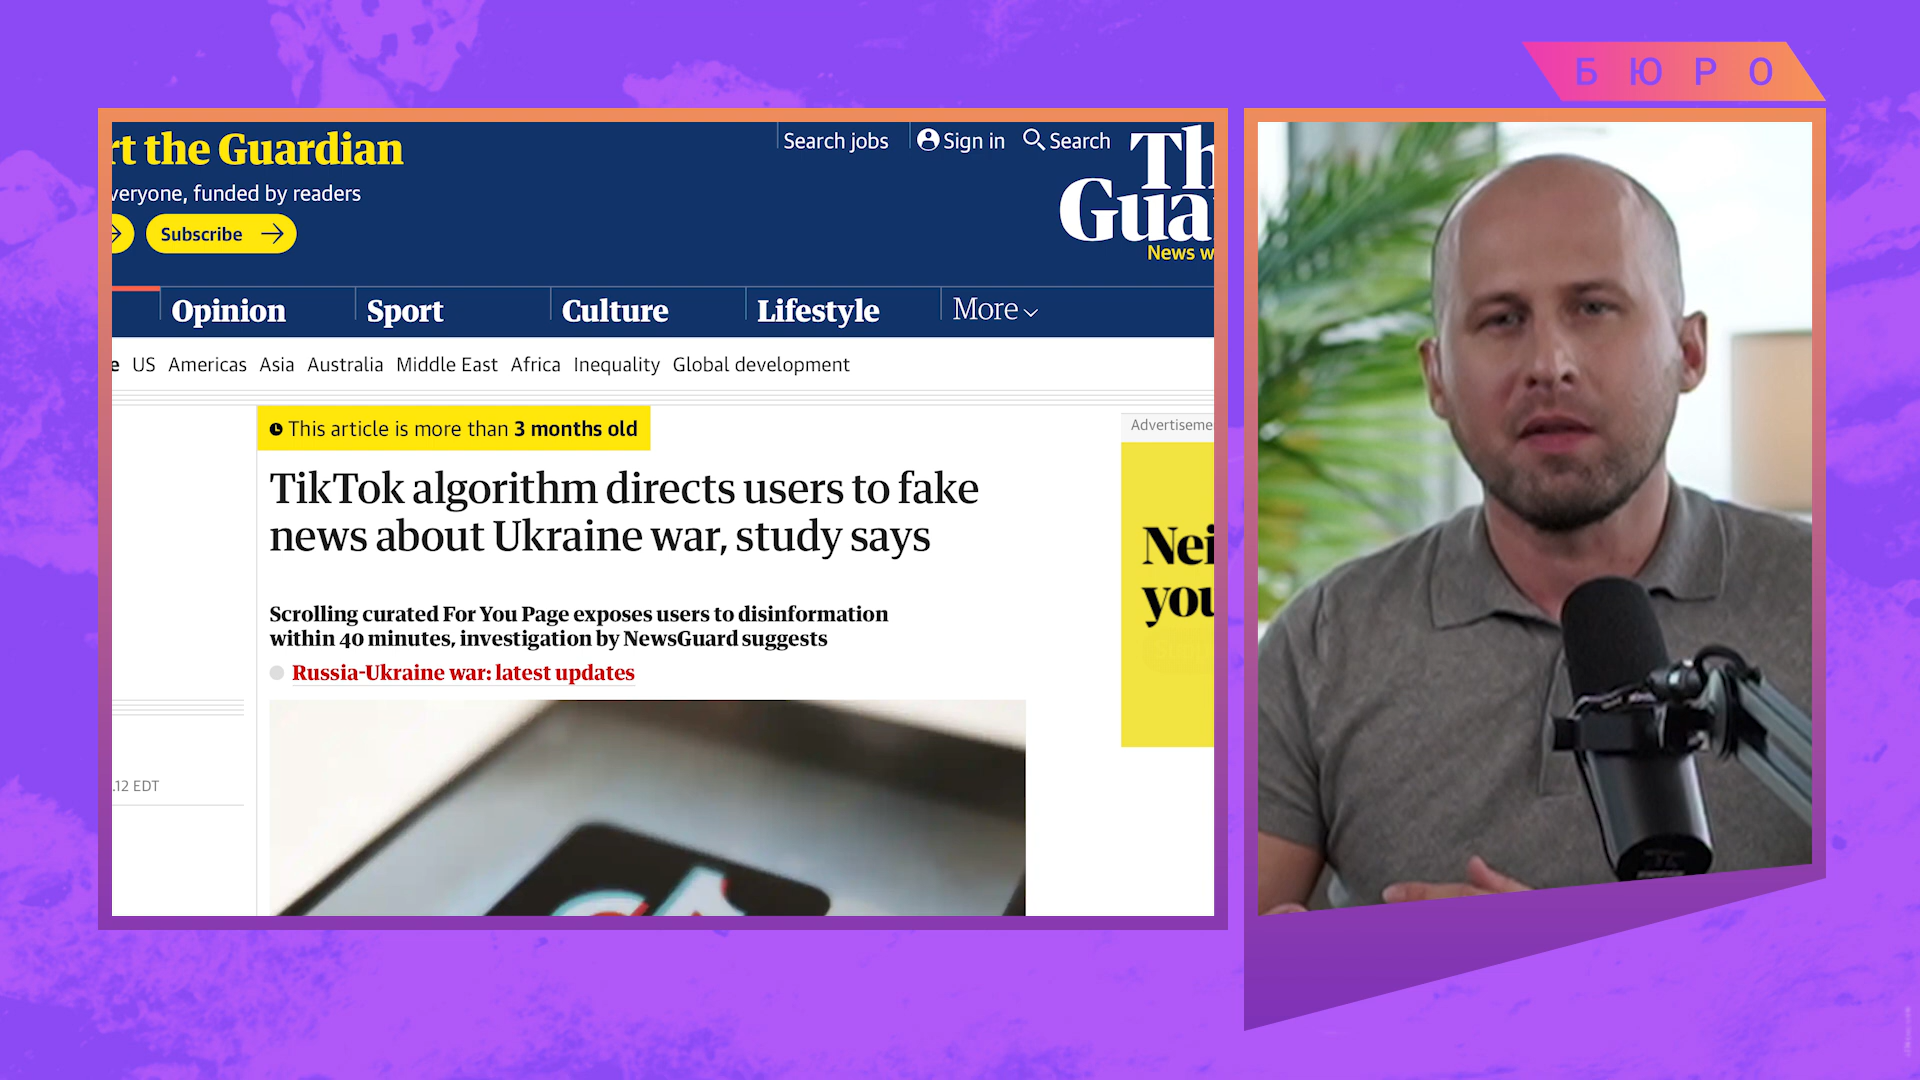 БЮРО
rt the Guardian
veryone, funded by readers
Subscribe
Search jobs
Sign in
Search
Th
Gua
News w
Opinion
Sport
Culture
Lifestyle
More
e US Americas Asia Australia Middle East Africa Inequality Global development
This article is more than 3 months old
TikTok algorithm directs users to fake
news about Ukraine war, study says
Scrolling curated For You Page exposes users to disinformation
within 40 minutes, investigation by NewsGuard suggests
Russia-Ukraine war: latest updates
.12 EDT
Advertiseme
Nei
you